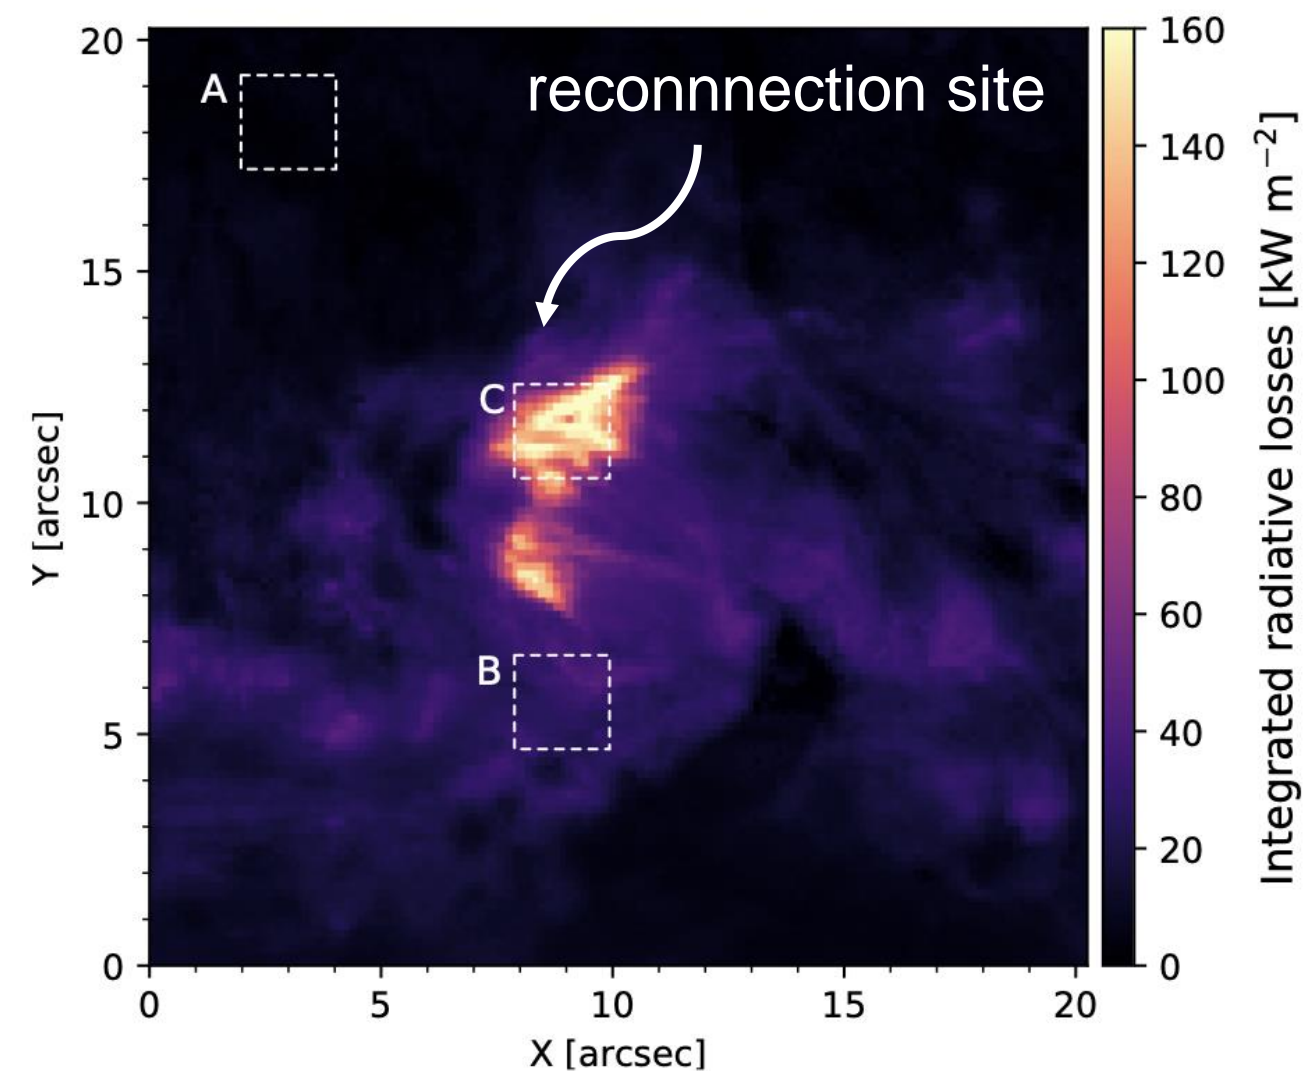 reconnnection site
A
C
B
20
15
10
5
0
Y [arcsec]
0 5 10 15 20
X [arcsec]
160
140
120
100
80
60
40
20
0
Integrated radiative losses [kW m⁻²]